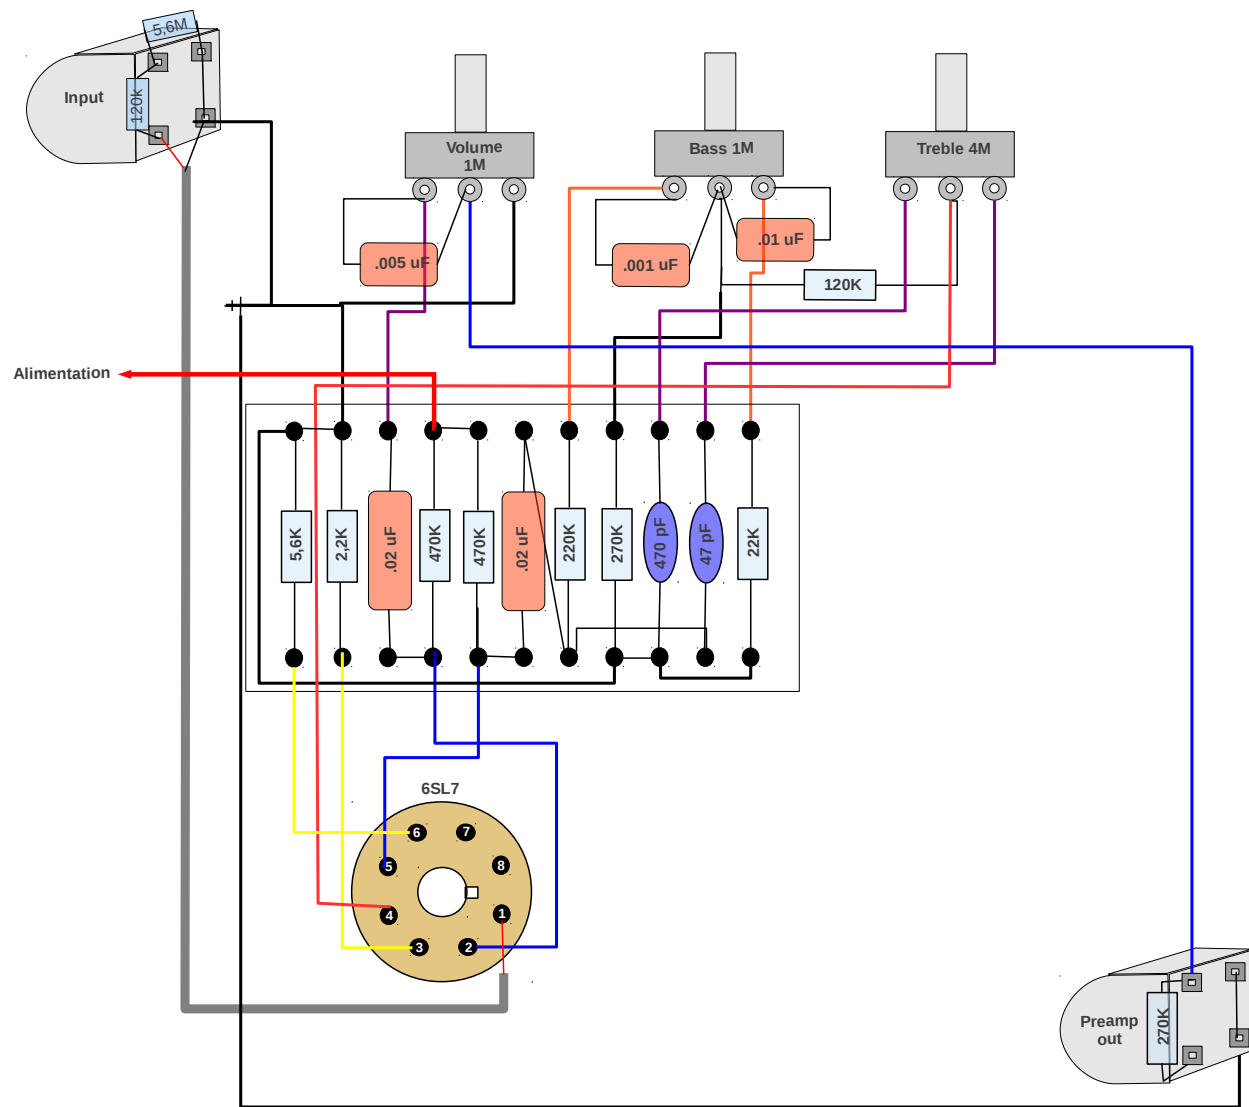 5,6M
Input
120k
Volume
1M
Bass 1M
Treble 4M
.005 uF
.001 uF
.01 uF
120K
Alimentation
5,6K
2,2K
.02 uF
470K
470K
.02 uF
220K
270K
470 pF
47 pF
22K
6SL7
6
7
5
8
4
1
3
2
Preamp
out
270K